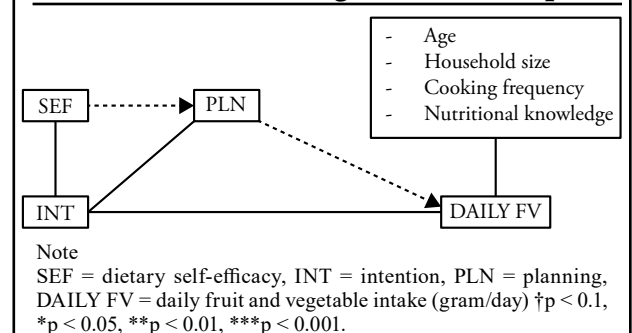 - Age
- Household size
- Cooking frequency
- Nutritional knowledge
SEF
PLN
INT
DAILY FV
Note
SEF = dietary self-efficacy, INT = intention, PLN = planning,
DAILY FV = daily fruit and vegetable intake (gram/day) †p < 0.1,
*p < 0.05, **p < 0.01, ***p < 0.001.